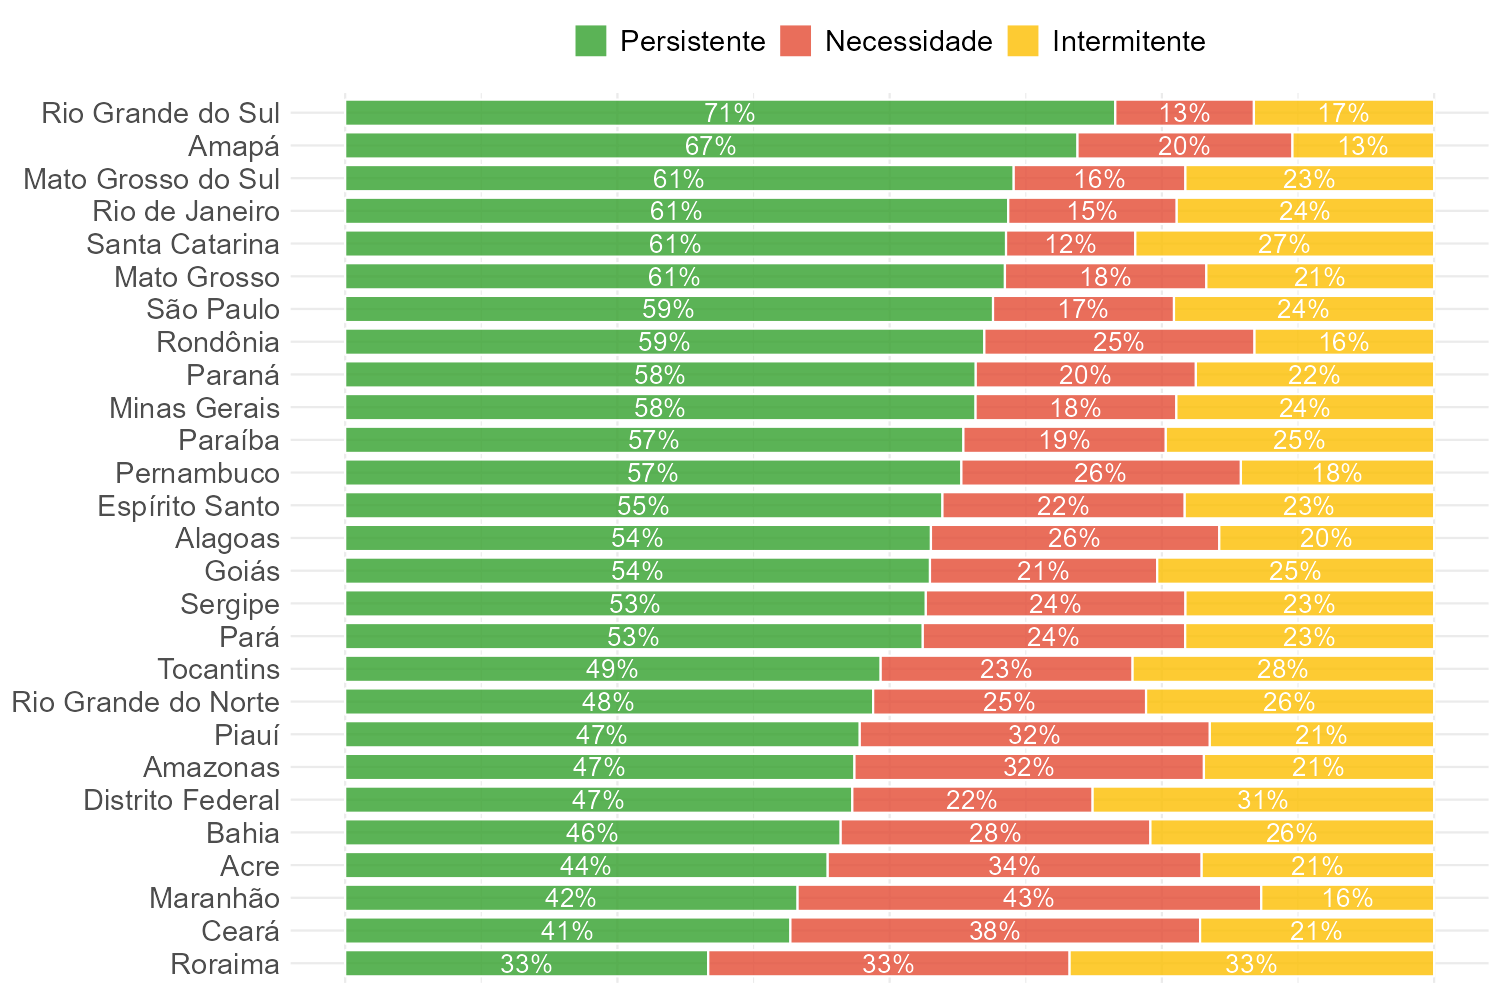 Persistente Necessidade Intermitente
Rio Grande do Sul 71% 13% 17%
Amapá 67% 20% 13%
Mato Grosso do Sul 61% 16% 23%
Rio de Janeiro 61% 15% 24%
Santa Catarina 61% 12% 27%
Mato Grosso 61% 18% 21%
São Paulo 59% 17% 24%
Rondônia 59% 25% 16%
Paraná 58% 20% 22%
Minas Gerais 58% 18% 24%
Paraíba 57% 19% 25%
Pernambuco 57% 26% 18%
Espírito Santo 55% 22% 23%
Alagoas 54% 26% 20%
Goiás 54% 21% 25%
Sergipe 53% 24% 23%
Pará 53% 24% 23%
Tocantins 49% 23% 28%
Rio Grande do Norte 48% 25% 26%
Piauí 47% 32% 21%
Amazonas 47% 32% 21%
Distrito Federal 47% 22% 31%
Bahia 46% 28% 26%
Acre 44% 34% 21%
Maranhão 42% 43% 16%
Ceará 41% 38% 21%
Roraima 33% 33% 33%